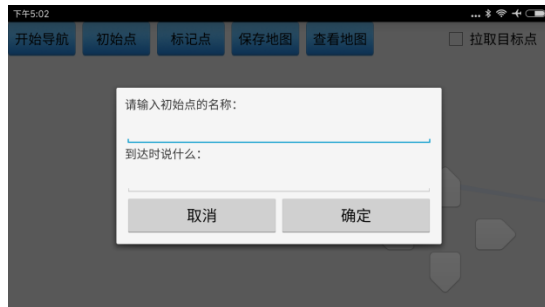 下午5:02
开始导航 初始点 标记点 保存地图 查看地图 拉取目标点
请输入初始点的名称：
到达时说什么：
取消 确定